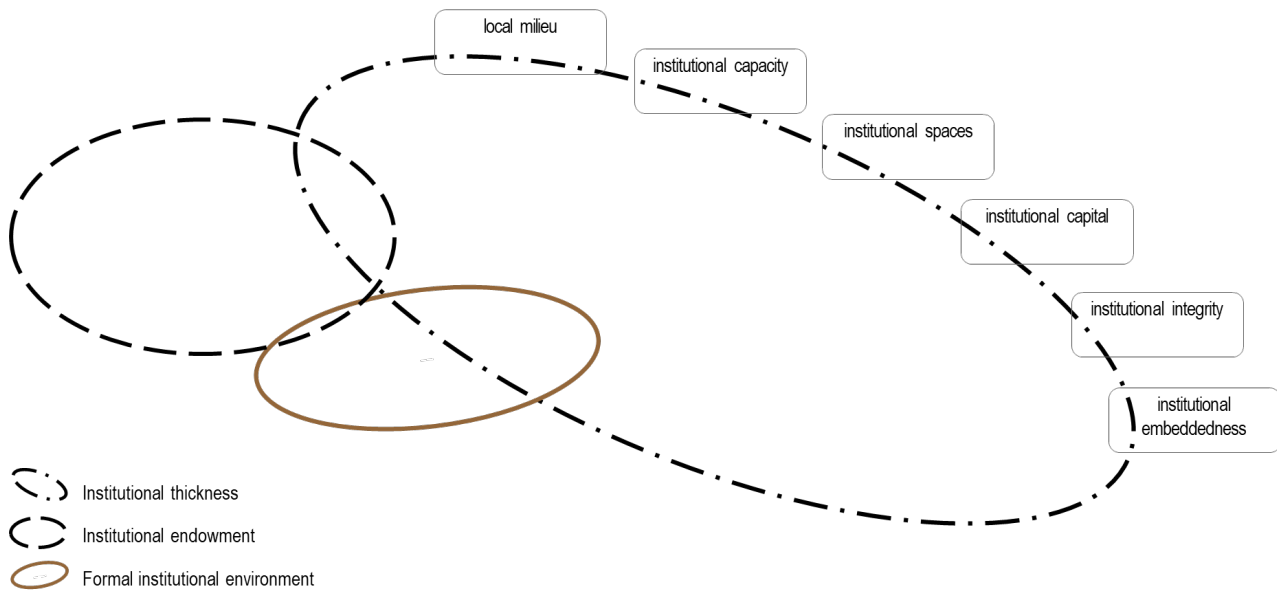 local milieu
institutional capacity
institutional spaces
institutional capital
institutional integrity
institutional
embeddedness
Institutional thickness
Institutional endowment
Formal institutional environment